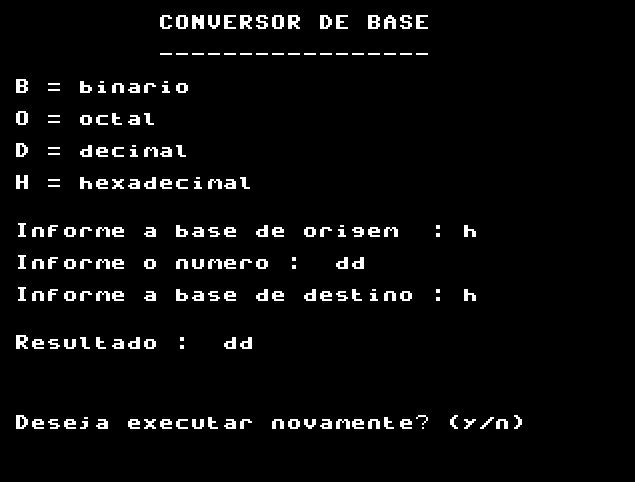 CONVERSOR DE BASE
-----------------
B = binario
O = octal
D = decimal
H = hexadecimal
Informe a base de origem  : h
Informe o numero :  dd
Informe a base de destino : h
Resultado :  dd
Deseja executar novamente? (y/n)